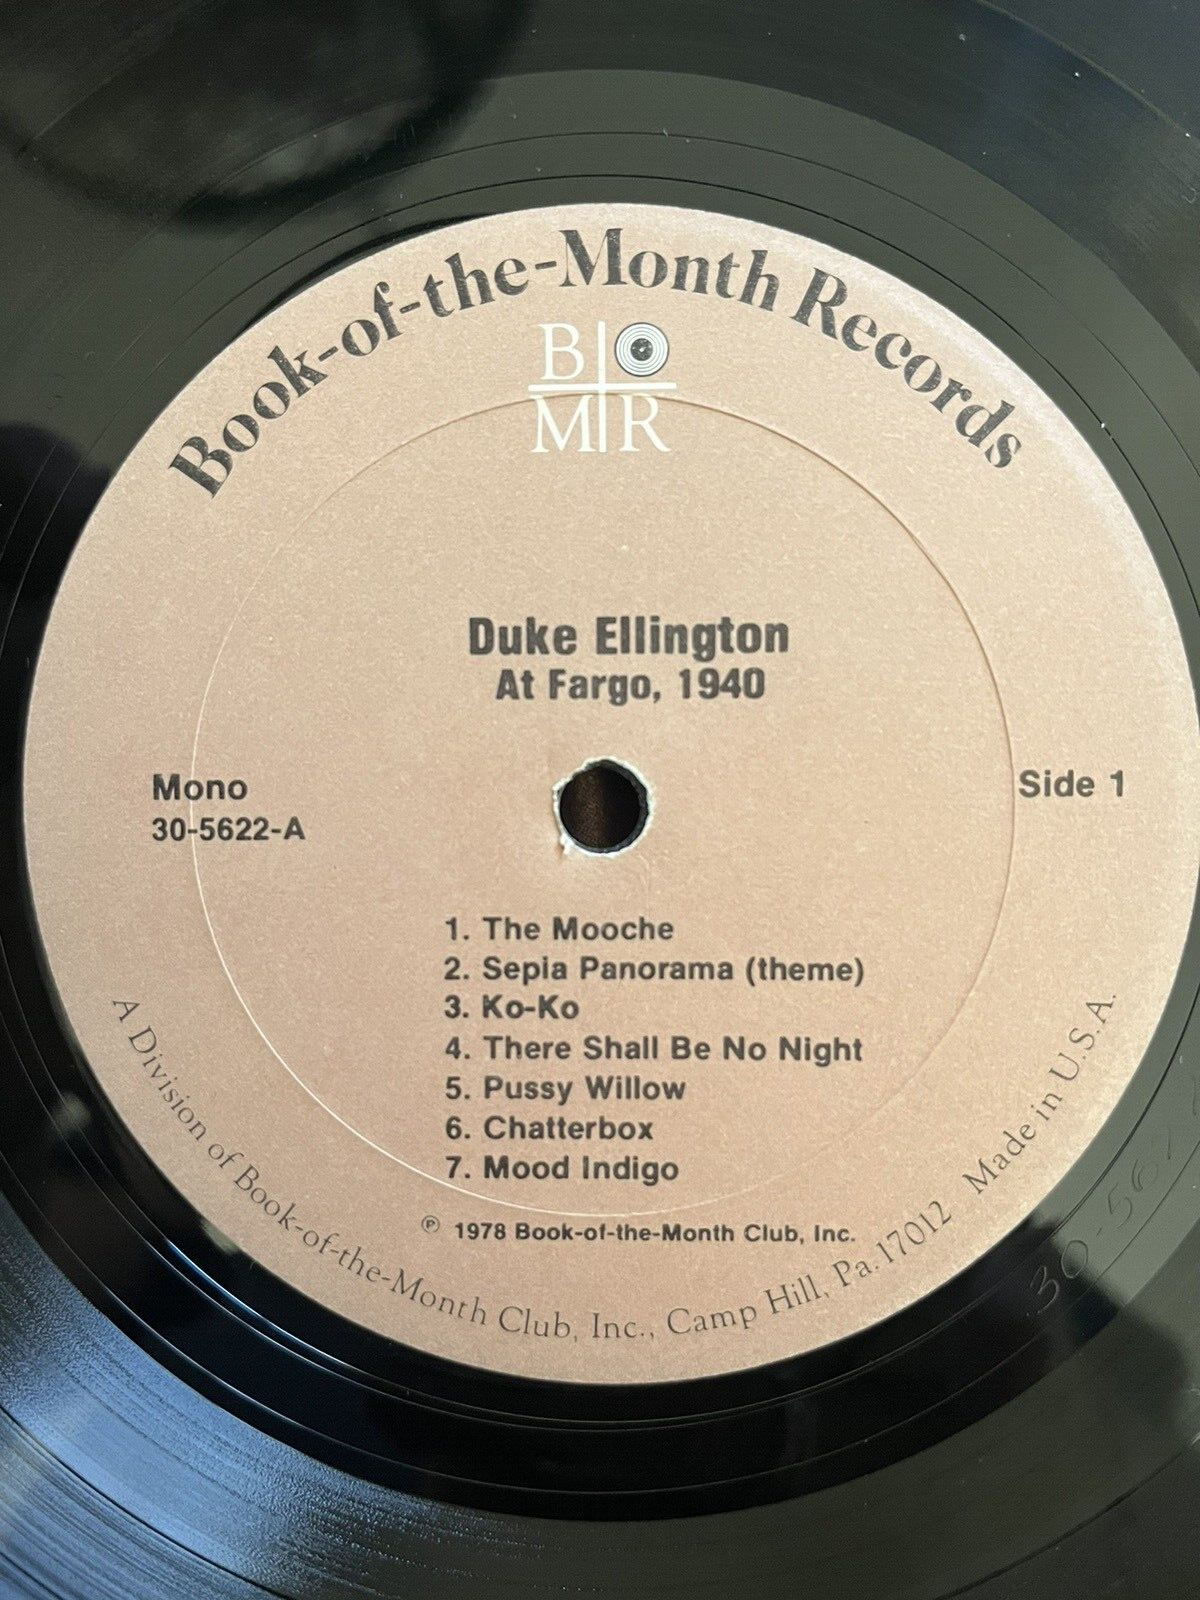 Book-of-the-Month Records
B O
M R
Duke Ellington
At Fargo, 1940
Mono
30-5622-A
Side 1
1. The Mooche
2. Sepia Panorama (theme)
3. Ko-Ko
4. There Shall Be No Night
5. Pussy Willow
6. Chatterbox
7. Mood Indigo
℗ 1978 Book-of-the-Month Club, Inc.
A Division of Book-of-the-Month Club, Inc., Camp Hill, Pa. 17012 Made in U.S.A.